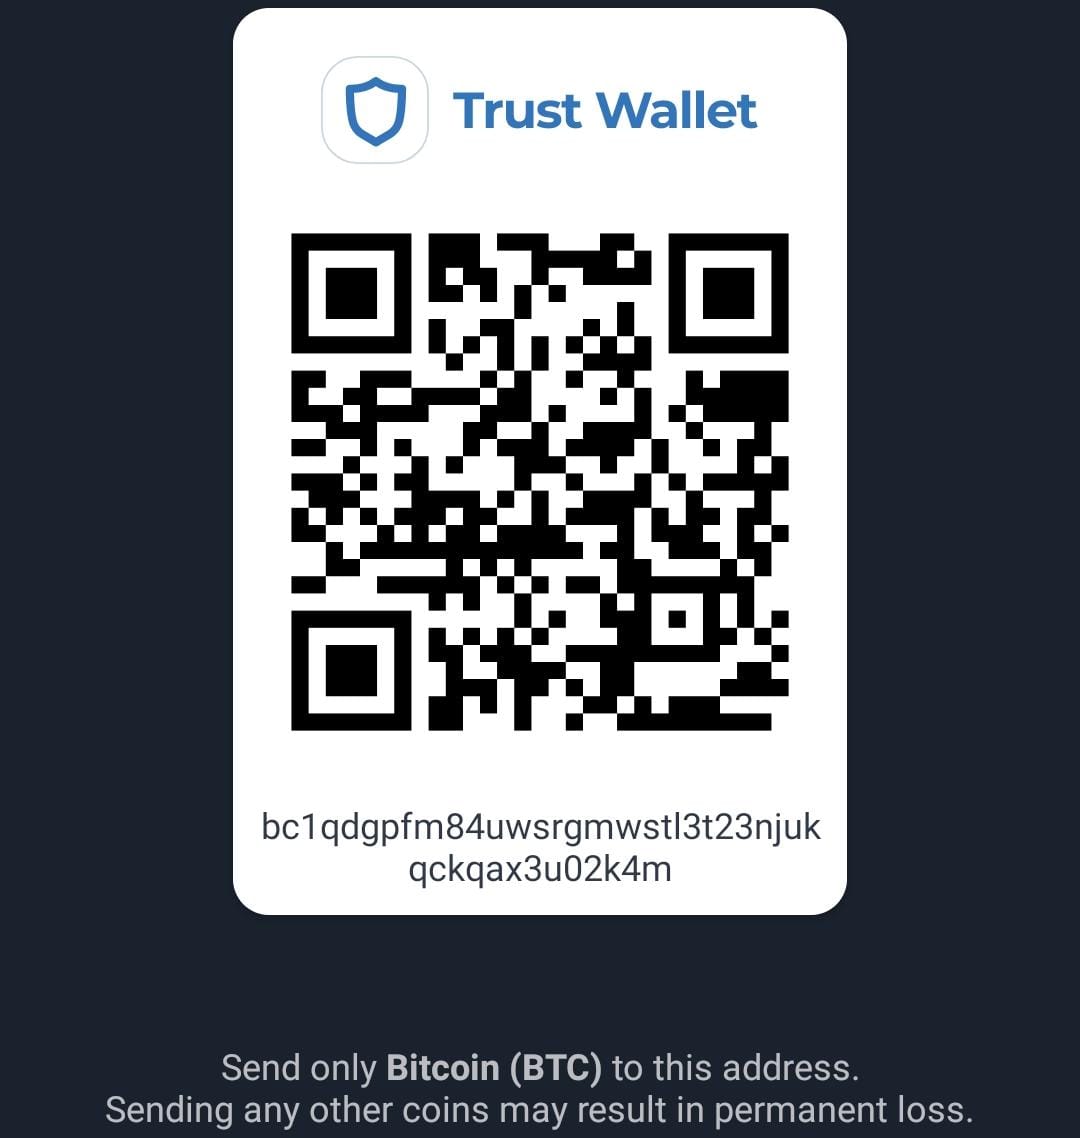 Trust Wallet
bc1qdgpfm84uwsrgmwstl3t23njuk
qckqax3u02k4m
Send only Bitcoin (BTC) to this address.
Sending any other coins may result in permanent loss.